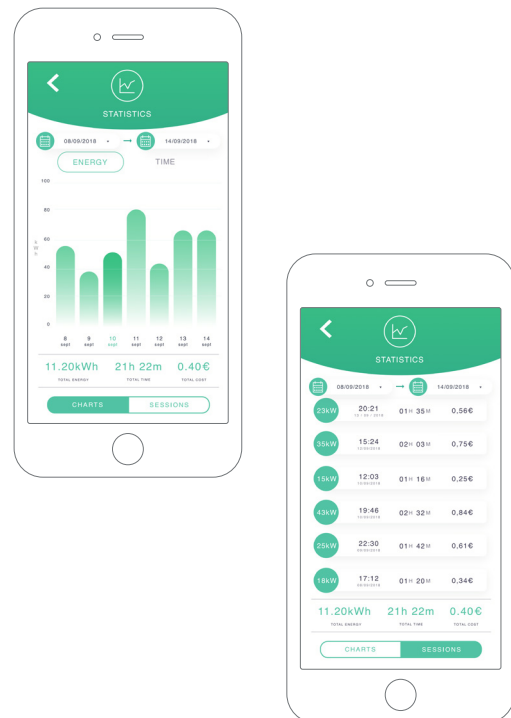 STATISTICS
08/09/2018 → 14/09/2018
ENERGY TIME
100
80
60
40
20
0
kWh
8 9 10 11 12 13 14
sept sept sept sept sept sept sept
11.20kWh 21h 22m 0.40€
TOTAL ENERGY TOTAL TIME TOTAL COST
CHARTS SESSIONS
STATISTICS
08/09/2018 → 14/09/2018
23kW 20:21 01H 35M 0,56€
35kW 15:24 02H 03M 0,75€
15kW 12:03 01H 16M 0,25€
43kW 19:46 02H 32M 0,84€
25kW 22:30 01H 42M 0,61€
18kW 17:12 01H 20M 0,34€
11.20kWh 21h 22m 0.40€
TOTAL ENERGY TOTAL TIME TOTAL COST
CHARTS SESSIONS